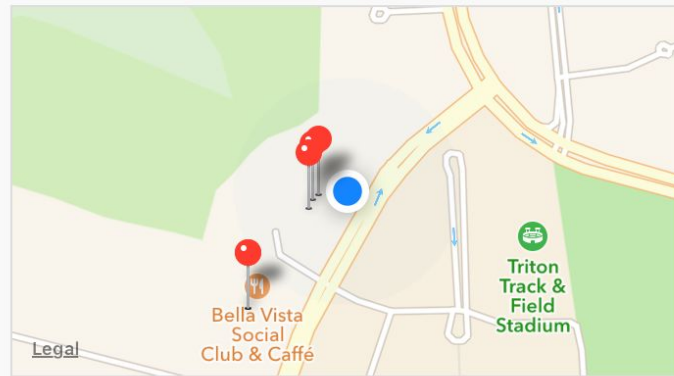 Triton
Track &
Field
Stadium
Bella Vista
Social
Club & Caffé
Legal